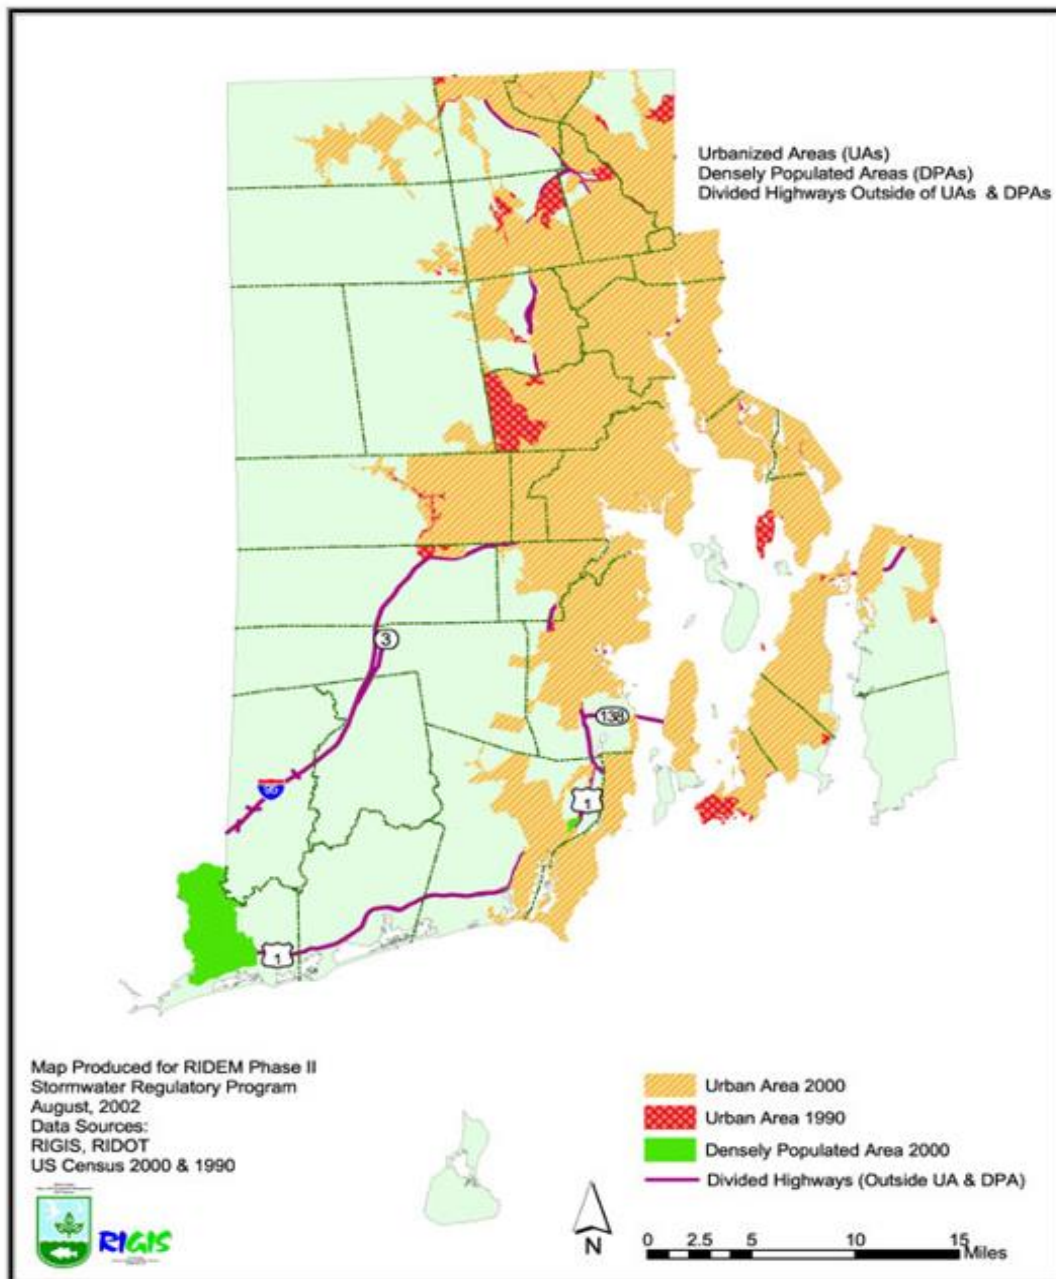 Urbanized Areas (UAs)
Densely Populated Areas (DPAs)
Divided Highways Outside of UAs & DPAs
3
138
1
95
1
Map Produced for RIDEM Phase II
Stormwater Regulatory Program
August, 2002
Data Sources:
RIGIS, RIDOT
US Census 2000 & 1990
RIGIS
Urban Area 2000
Urban Area 1990
Densely Populated Area 2000
Divided Highways (Outside UA & DPA)
N
0 2.5 5 10 15
Miles